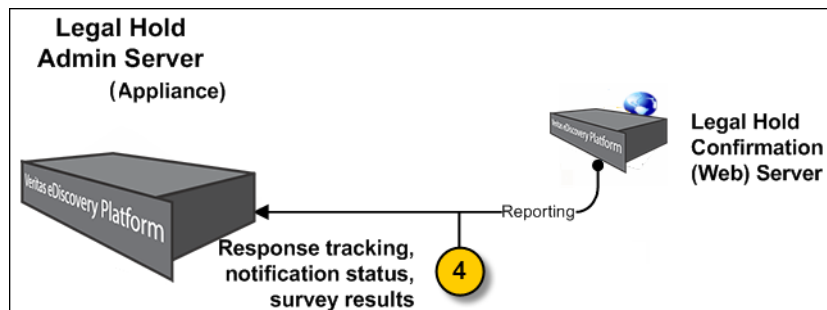 Legal Hold
Admin Server
(Appliance)
Veritas eDiscovery Platform
Veritas eDiscovery Platform
Legal Hold
Confirmation
(Web) Server
Reporting
Response tracking,
notification status,
survey results
4